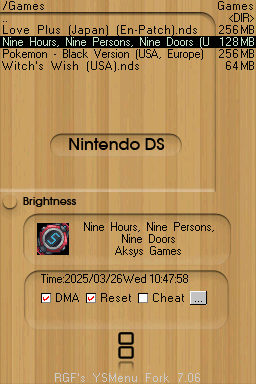 /Games Games
.. <DIR>
Love Plus (Japan) (En-Patch).nds 256MB
Nine Hours, Nine Persons, Nine Doors (U 128MB
Pokemon - Black Version (USA, Europe) 256MB
Witch's Wish (USA).nds 64MB
Nintendo DS
Brightness
Nine Hours, Nine Persons,
Nine Doors
Aksys Games
Time:2025/03/26Wed 10:47:58
DMA Reset Cheat ...
RGF's YSMenu Fork 7.06